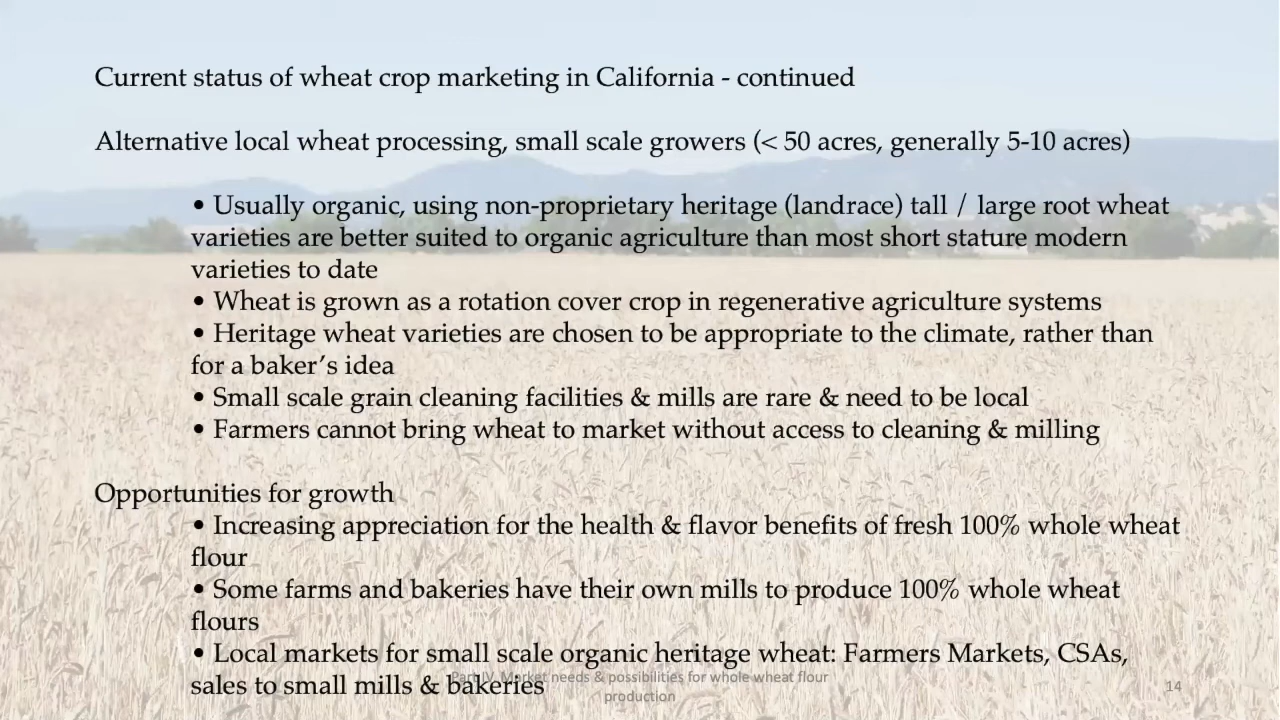 Current status of wheat crop marketing in California - continued
Alternative local wheat processing, small scale growers (< 50 acres, generally 5-10 acres)
• Usually organic, using non-proprietary heritage (landrace) tall / large root wheat
varieties are better suited to organic agriculture than most short stature modern
varieties to date
• Wheat is grown as a rotation cover crop in regenerative agriculture systems
• Heritage wheat varieties are chosen to be appropriate to the climate, rather than
for a baker’s idea
• Small scale grain cleaning facilities & mills are rare & need to be local
• Farmers cannot bring wheat to market without access to cleaning & milling
Opportunities for growth
• Increasing appreciation for the health & flavor benefits of fresh 100% whole wheat
flour
• Some farms and bakeries have their own mills to produce 100% whole wheat
flours
• Local markets for small scale organic heritage wheat: Farmers Markets, CSAs,
sales to small mills & bakeries
Part IV. Market needs & possibilities for whole wheat flour
production
14